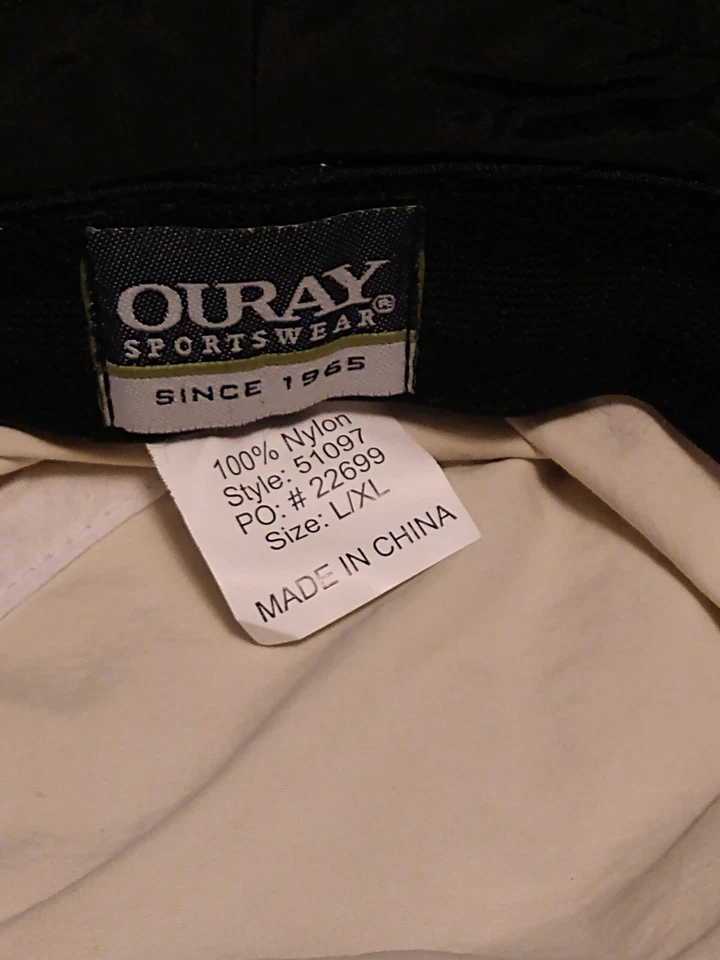 OURAY®
SPORTSWEAR
SINCE 1965
100% Nylon
Style: 51097
PO: # 22699
Size: L/XL
MADE IN CHINA